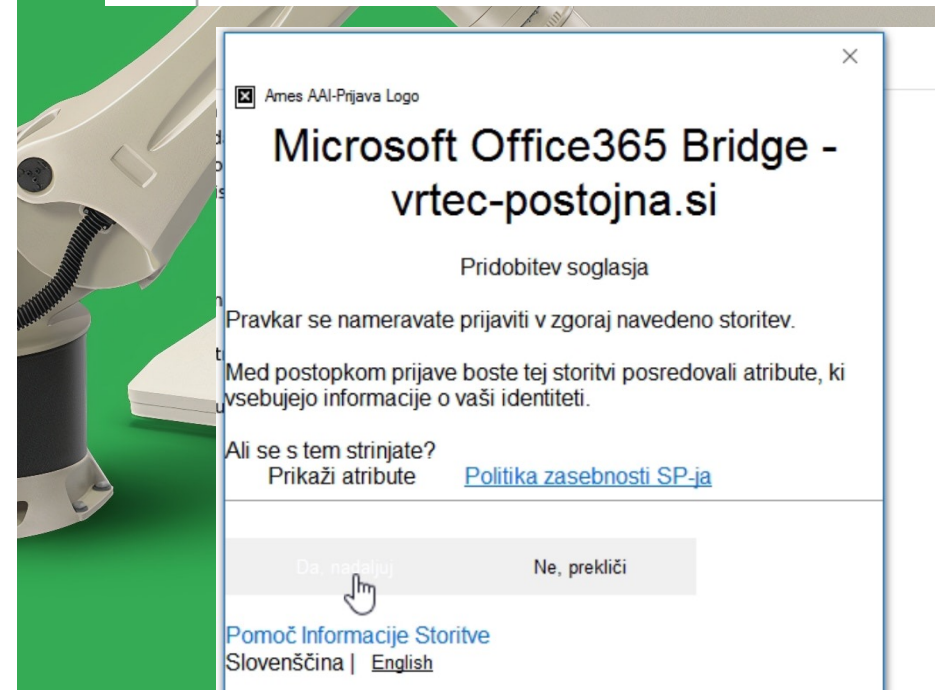 Ames AAI-Prijava Logo
Microsoft Office365 Bridge -
vrtec-postojna.si
Pridobitev soglasja
Pravkar se nameravate prijaviti v zgoraj navedeno storitev.
Med postopkom prijave boste tej storitvi posredovali atribute, ki
vsebujejo informacije o vaši identiteti.
Ali se s tem strinjate?
Prikaži atribute Politika zasebnosti SP-ja
Da, nadaljuj Ne, prekliči
Pomoč Informacije Storitve
Slovenščina | English